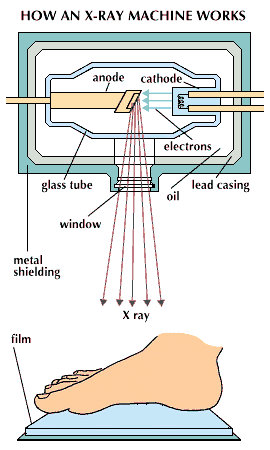 HOW AN X-RAY MACHINE WORKS
anode
cathode
electrons
glass tube
lead casing
oil
window
metal
shielding
X ray
film